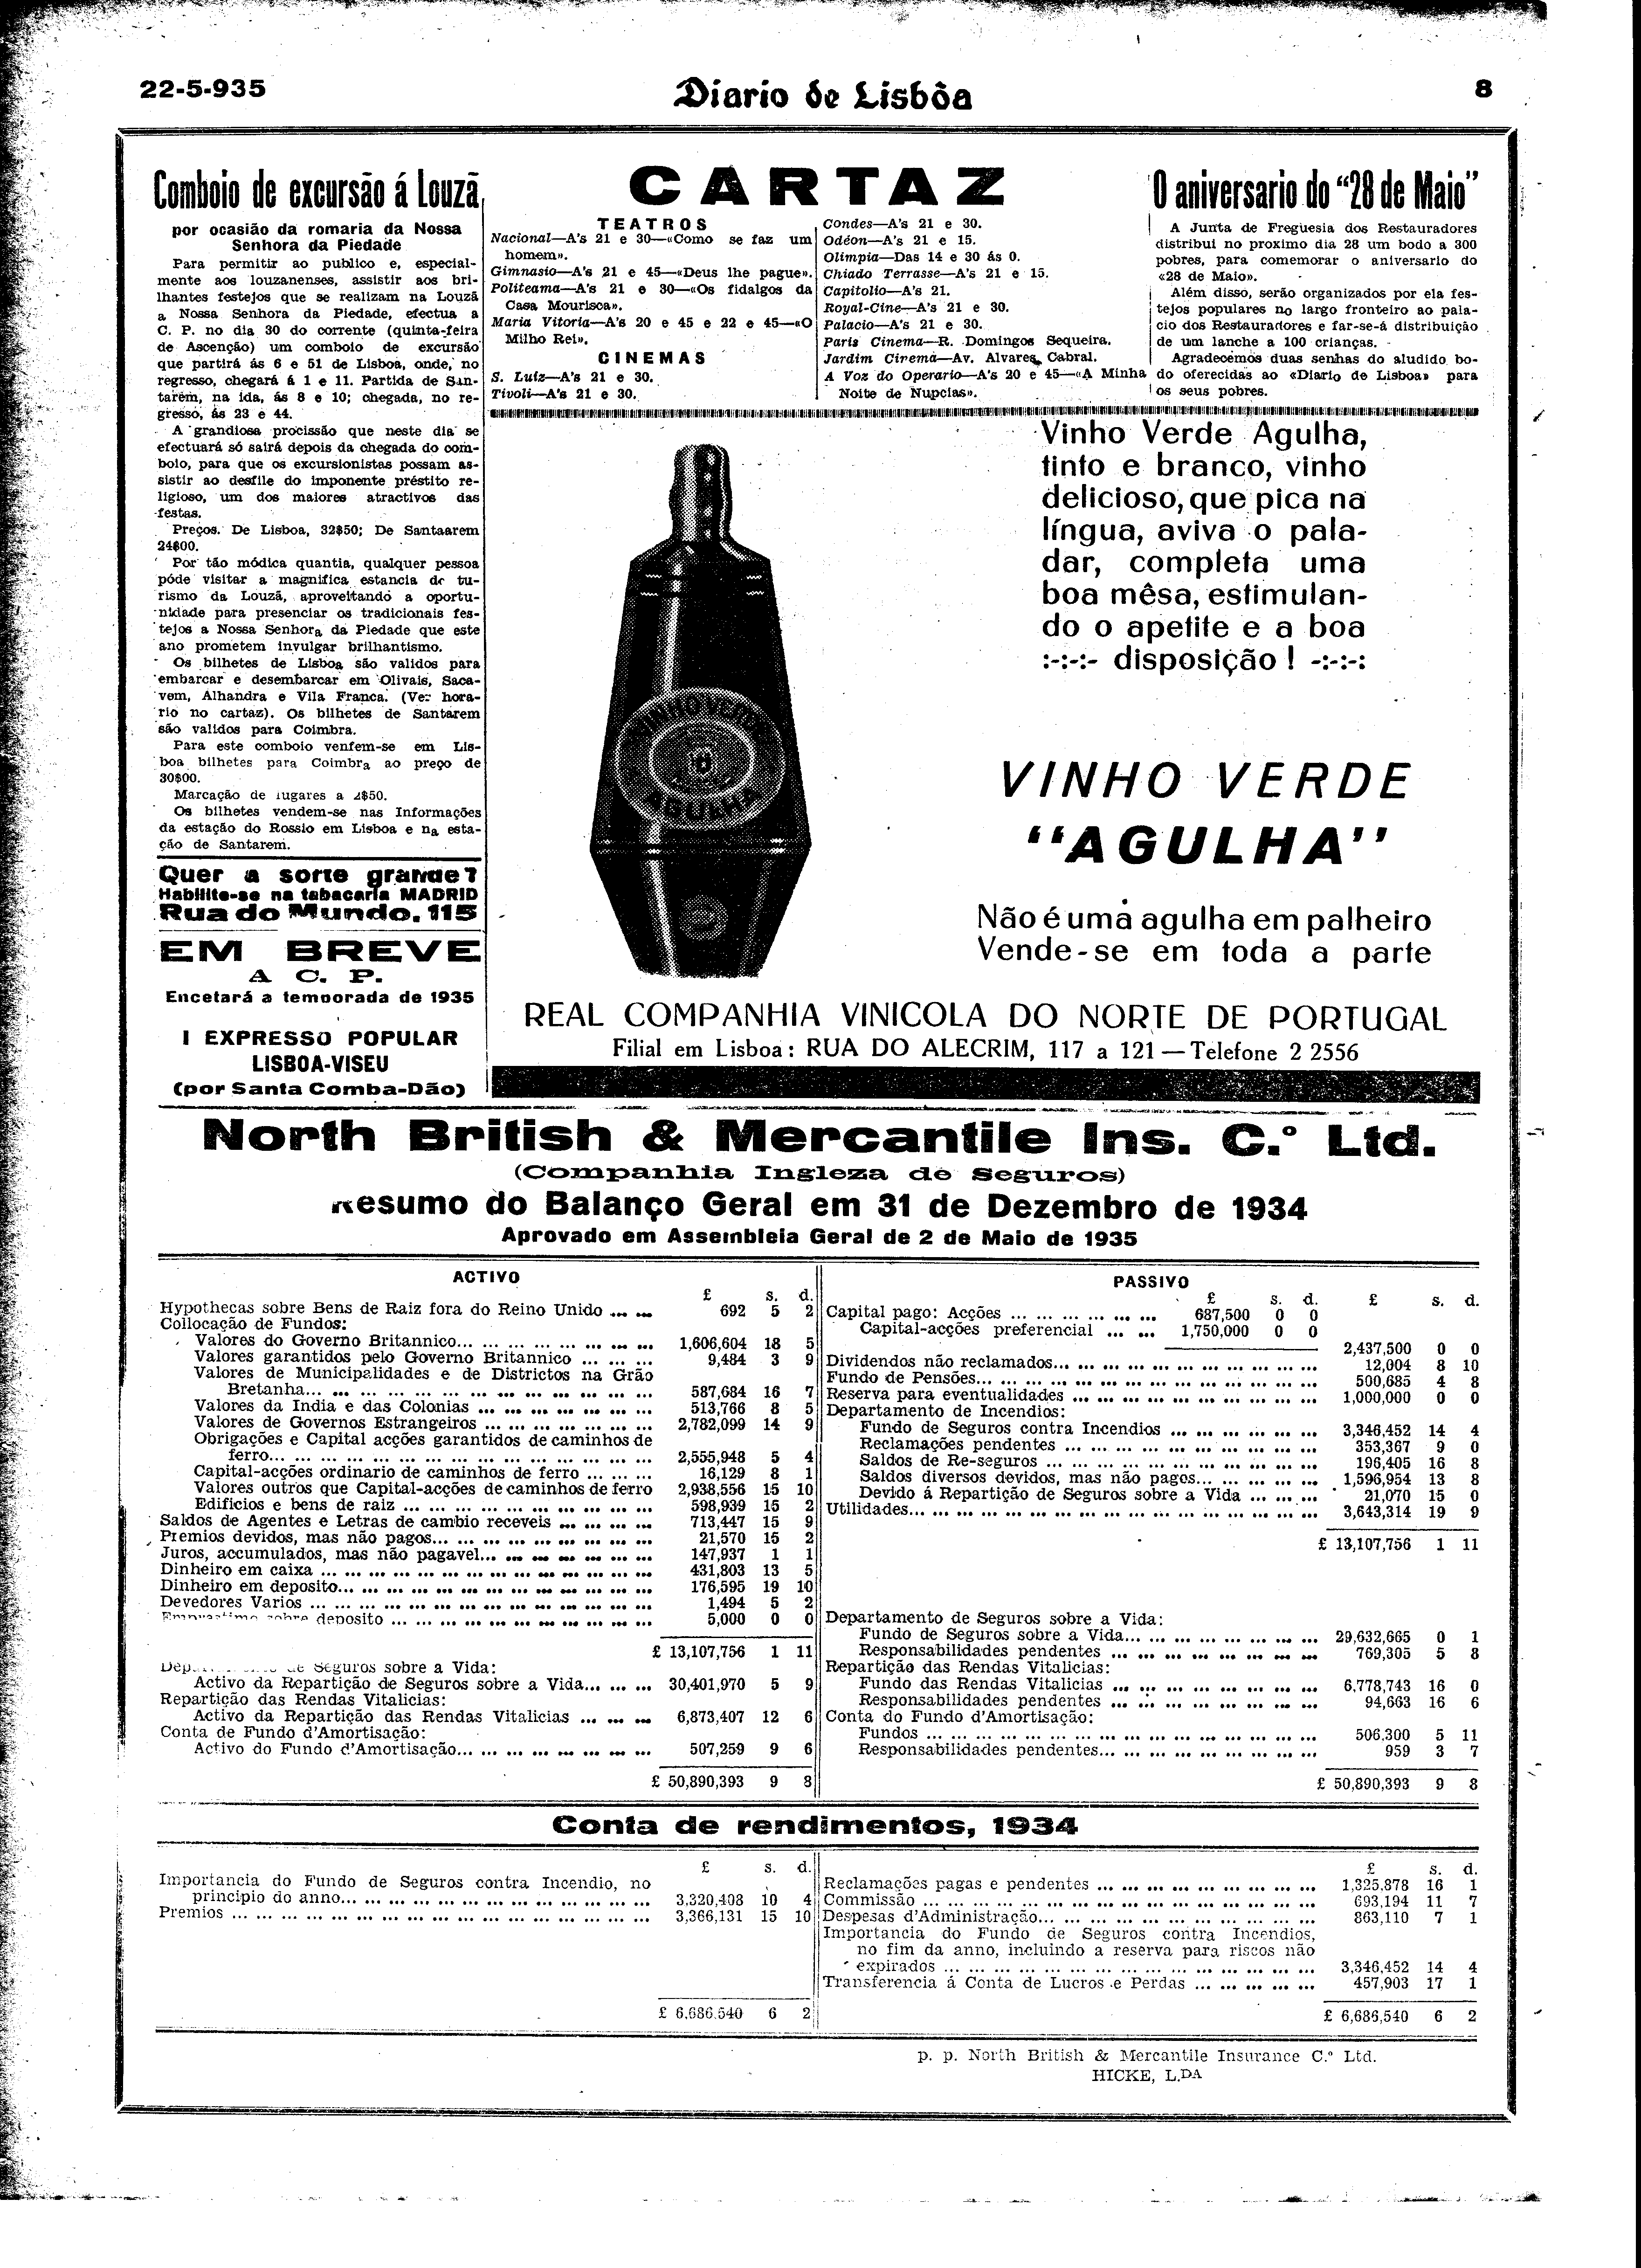 22-5-935
Diario de Lisbôa
8
Comboio de excursão á Louzã
por ocasião da romaria da Nossa
Senhora da Piedade
Para permitir ao publico e, especial-
mente aos louzanenses, assistir aos bri-
lhantes festejos que se realizam na Louzã
a Nossa Senhora da Piedade, efectua a
C. P. no dia 30 do corrente (quinta-feira
de Ascenção) um comboio de excursão
que partirá ás 6 e 51 de Lisboa, onde, no
regresso, chegará á 1 e 11. Partida de San-
tarém, na ida, ás 8 e 10; chegada, no re-
gresso, ás 23 e 44.
A grandiosa procissão que neste dia se
efectuará só sairá depois da chegada do com-
boio, para que os excursionistas possam as-
sistir ao desfile do imponente préstito re-
ligioso, um dos maiores atractivos das
festas.
Preços. De Lisboa, 32$50; De Santaarem
24$00.
Por tão módica quantia, qualquer pessoa
póde visitar a magnifica estancia de tu-
rismo da Louzã, aproveitando a oportu-
nidade para presenciar os tradicionais fes-
tejos a Nossa Senhora da Piedade que este
ano prometem invulgar brilhantismo.
Os bilhetes de Lisboa são validos para
embarcar e desembarcar em Olivais, Saca-
vem, Alhandra e Vila Franca. (Ver hora-
rio no cartaz). Os bilhetes de Santarem
são validos para Coimbra.
Para este comboio venfem-se em Lis-
boa bilhetes para Coimbra ao preço de
30$00.
Marcação de lugares a 2$50.
Os bilhetes vendem-se nas Informações
da estação do Rossio em Lisboa e na esta-
ção de Santarem.
Quer a sorte grande?
Habilite-se na tabacaria MADRID
Rua do Mundo, 115
EM BREVE
A C. P.
Encetará a temporada de 1935
I EXPRESSO POPULAR
LISBOA-VISEU
(por Santa Comba-Dão)
CARTAZ
TEATROS
Nacional—A's 21 e 30—«Como se faz um
homem».
Gimnasio—A's 21 e 45—«Deus lhe pague».
Politeama—A's 21 e 30—«Os fidalgos da
Casa Mourisca».
Maria Vitoria—A's 20 e 45 e 22 e 45—«O
Milho Rei».
CINEMAS
S. Luiz—A's 21 e 30.
Tivoli—A's 21 e 30.
Condes—A's 21 e 30.
Odéon—A's 21 e 15.
Olimpia—Das 14 e 30 ás 0.
Chiado Terrasse—A's 21 e 15.
Capitolio—A's 21.
Royal-Cine—A's 21 e 30.
Palacio—A's 21 e 30.
Paris Cinema—R. Domingos Sequeira.
Jardim Cinema—Av. Alvares Cabral.
A Voz do Operario—A's 20 e 45—«A Minha
Noite de Nupcias».
O aniversario do "28 de Maio"
A Junta de Freguesia dos Restauradores
distribui no proximo dia 28 um bodo a 300
pobres, para comemorar o aniversario do
«28 de Maio».
Além disso, serão organizados por ela fes-
tejos populares no largo fronteiro ao pala-
cio dos Restauradores e far-se-á distribuição
de um lanche a 100 crianças.
Agradecemos duas senhas do aludido bo-
do oferecidas ao «Diario de Lisboa» para
os seus pobres.
VINHO VERDE
AGULHA
Vinho Verde Agulha,
tinto e branco, vinho
delicioso, que pica na
língua, aviva o pala-
dar, completa uma
boa mêsa, estimulan-
do o apetite e a boa
:-:-:- disposição ! -:-:-:
VINHO VERDE
"AGULHA"
Não é uma agulha em palheiro
Vende-se em toda a parte
REAL COMPANHIA VINICOLA DO NORTE DE PORTUGAL
Filial em Lisboa: RUA DO ALECRIM, 117 a 121 — Telefone 2 2556
North British & Mercantile Ins. C.º Ltd.
(Companhia Ingleza de Seguros)
Resumo do Balanço Geral em 31 de Dezembro de 1934
Aprovado em Assembleia Geral de 2 de Maio de 1935
ACTIVO
£ s. d.
Hypothecas sobre Bens de Raiz fora do Reino Unido ... ... 692 5 2
Collocação de Fundos:
Valores do Governo Britannico... ... ... ... ... ... ... ... 1,606,604 18 5
Valores garantidos pelo Governo Britannico ... ... ... 9,484 3 9
Valores de Municipalidades e de Districtos na Grão
Bretanha... ... ... ... ... ... ... ... ... ... ... ... ... 587,684 16 7
Valores da India e das Colonias ... ... ... ... ... ... ... 513,766 8 5
Valores de Governos Estrangeiros ... ... ... ... ... ... 2,782,099 14 9
Obrigações e Capital acções garantidos de caminhos de
ferro... ... ... ... ... ... ... ... ... ... ... ... ... ... 2,555,948 5 4
Capital-acções ordinario de caminhos de ferro ... ... ... 16,129 8 1
Valores outros que Capital-acções de caminhos de ferro 2,938,556 15 10
Edificios e bens de raiz ... ... ... ... ... ... ... ... ... 598,939 15 2
Saldos de Agentes e Letras de cambio receveis ... ... ... ... 713,447 15 9
Premios devidos, mas não pagos... ... ... ... ... ... ... ... 21,570 15 2
Juros, accumulados, mas não pagavel... ... ... ... ... ... ... 147,937 1 1
Dinheiro em caixa ... ... ... ... ... ... ... ... ... ... ... 431,803 13 5
Dinheiro em deposito... ... ... ... ... ... ... ... ... ... ... 176,595 19 10
Devedores Varios ... ... ... ... ... ... ... ... ... ... ... 1,494 5 2
sobre deposito ... ... ... ... ... ... ... ... ... ... 5,000 0 0
£ 13,107,756 1 11
de Seguros sobre a Vida:
Activo da Repartição de Seguros sobre a Vida... ... ... 30,401,970 5 9
Repartição das Rendas Vitalicias:
Activo da Repartição das Rendas Vitalicias ... ... ... 6,873,407 12 6
Conta de Fundo d'Amortisação:
Activo do Fundo d'Amortisação... ... ... ... ... ... ... 507,259 9 6
£ 50,890,393 9 8
PASSIVO
£ s. d. £ s. d.
Capital pago: Acções ... ... ... ... ... ... 687,500 0 0
Capital-acções preferencial ... ... 1,750,000 0 0
2,437,500 0 0
Dividendos não reclamados... ... ... ... ... ... ... ... ... ... 12,004 8 10
Fundo de Pensões... ... ... ... ... ... ... ... ... ... ... ... 500,685 4 8
Reserva para eventualidades ... ... ... ... ... ... ... ... ... 1,000,000 0 0
Departamento de Incendios:
Fundo de Seguros contra Incendios ... ... ... ... ... ... 3,346,452 14 4
Reclamações pendentes ... ... ... ... ... ... ... ... ... 353,367 9 0
Saldos de Re-seguros ... ... ... ... ... ... ... ... ... ... 196,405 16 8
Saldos diversos devidos, mas não pagos... ... ... ... ... 1,596,954 13 8
Devido á Repartição de Seguros sobre a Vida ... ... ... 21,070 15 0
Utilidades... ... ... ... ... ... ... ... ... ... ... ... ... ... 3,643,314 19 9
£ 13,107,756 1 11
Departamento de Seguros sobre a Vida:
Fundo de Seguros sobre a Vida... ... ... ... ... ... ... 29,632,665 0 1
Responsabilidades pendentes ... ... ... ... ... ... ... ... 769,305 5 8
Repartição das Rendas Vitalicias:
Fundo das Rendas Vitalicias ... ... ... ... ... ... ... ... 6,778,743 16 0
Responsabilidades pendentes ... ... ... ... ... ... ... ... 94,663 16 6
Conta do Fundo d'Amortisação:
Fundos ... ... ... ... ... ... ... ... ... ... ... ... ... 506,300 5 11
Responsabilidades pendentes... ... ... ... ... ... ... ... 959 3 7
£ 50,890,393 9 8
Conta de rendimentos, 1934
£ s. d.
Importancia do Fundo de Seguros contra Incendio, no
principio do anno... ... ... ... ... ... ... ... ... ... ... 3,320,408 10 4
Premios ... ... ... ... ... ... ... ... ... ... ... ... ... ... 3,366,131 15 10
£ 6,686,540 6 2
£ s. d.
Reclamações pagas e pendentes ... ... ... ... ... ... ... ... 1,325,878 16 1
Commissão ... ... ... ... ... ... ... ... ... ... ... ... ... 693,194 11 7
Despesas d'Administração... ... ... ... ... ... ... ... ... ... 863,110 7 1
Importancia do Fundo de Seguros contra Incendios,
no fim da anno, incluindo a reserva para riscos não
expirados ... ... ... ... ... ... ... ... ... ... ... ... 3,346,452 14 4
Transferencia á Conta de Lucros e Perdas ... ... ... ... ... 457,903 17 1
£ 6,686,540 6 2
p. p. North British & Mercantile Insurance C.º Ltd.
HICKE, L.DA